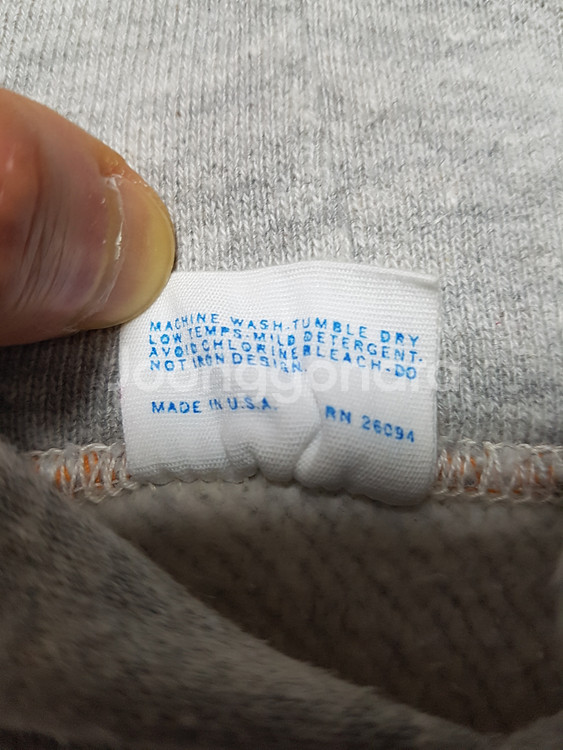 MACHINE WASH-TUMBLE DRY
LOW TEMPS. MILD DETERGENT-
AVOID CHLORINE BLEACH-DO
NOT IRON DESIGN.
MADE IN U.S.A. RN 26094
Joonggonara